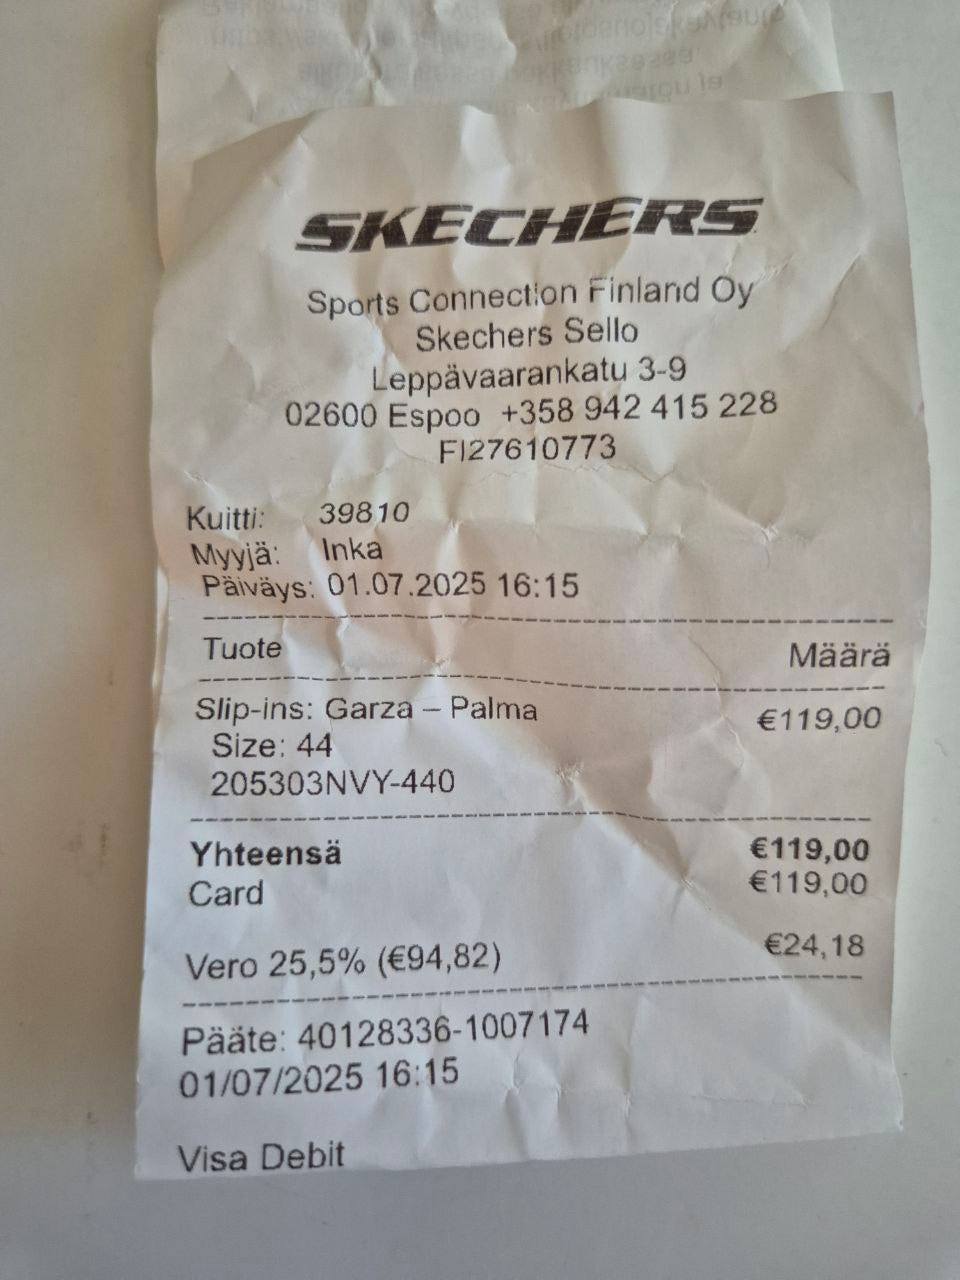 SKECHERS
Sports Connection Finland Oy
Skechers Sello
Leppävaarankatu 3-9
02600 Espoo +358 942 415 228
FI27610773
Kuitti: 39810
Myyjä: Inka
Päiväys: 01.07.2025 16:15
Tuote Määrä
Slip-ins: Garza – Palma €119,00
Size: 44
205303NVY-440
Yhteensä €119,00
Card €119,00
Vero 25,5% (€94,82) €24,18
Pääte: 40128336-1007174
01/07/2025 16:15
Visa Debit